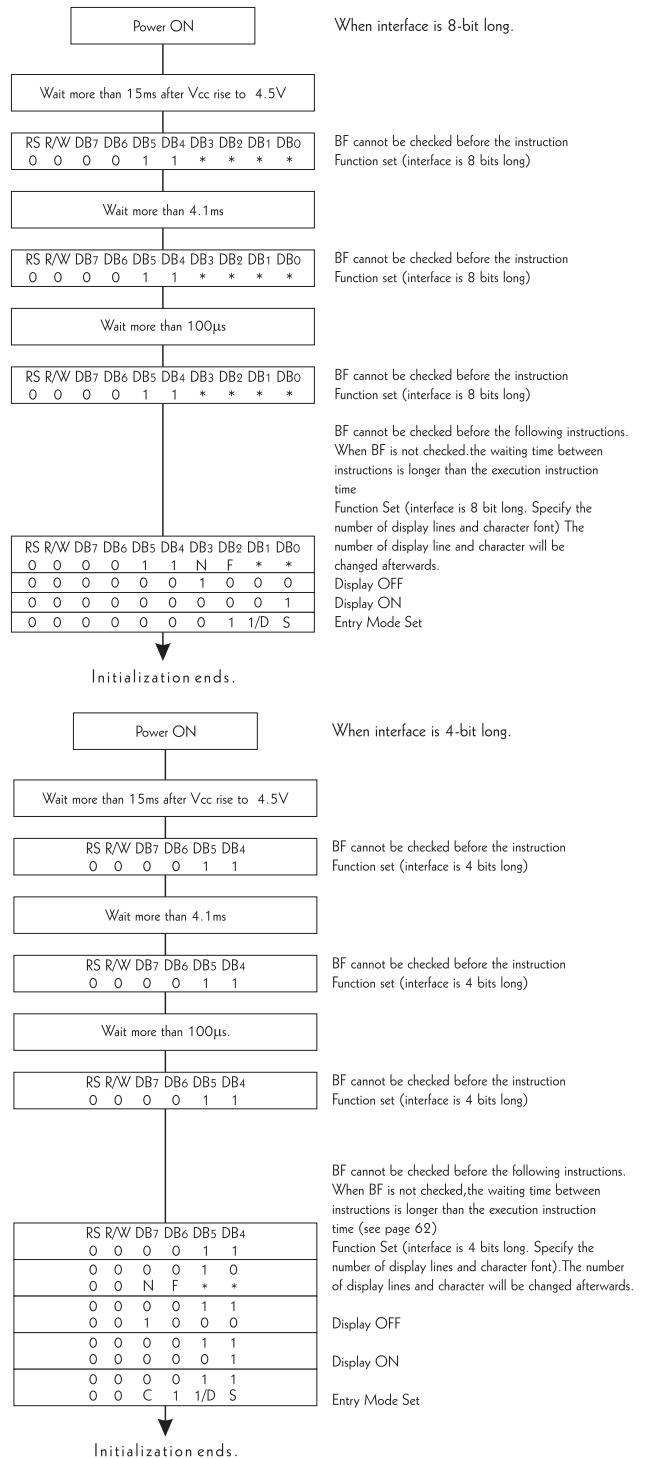 Power ON
When interface is 8-bit long.
Wait more than 15ms after Vcc rise to 4.5V
RS R/W DB7 DB6 DB5 DB4 DB3 DB2 DB1 DB0
0 0 0 0 1 1 * * * *
BF cannot be checked before the instruction
Function set (interface is 8 bits long)
Wait more than 4.1ms
RS R/W DB7 DB6 DB5 DB4 DB3 DB2 DB1 DB0
0 0 0 0 1 1 * * * *
BF cannot be checked before the instruction
Function set (interface is 8 bits long)
Wait more than 100µs
RS R/W DB7 DB6 DB5 DB4 DB3 DB2 DB1 DB0
0 0 0 0 1 1 * * * *
BF cannot be checked before the instruction
Function set (interface is 8 bits long)
BF cannot be checked before the following instructions.
When BF is not checked.the waiting time between
instructions is longer than the execution instruction
time
Function Set (interface is 8 bit long. Specify the
number of display lines and character font) The
number of display line and character will be
changed afterwards.
RS R/W DB7 DB6 DB5 DB4 DB3 DB2 DB1 DB0
0 0 0 0 1 1 N F * *
0 0 0 0 0 0 1 0 0 0
Display OFF
0 0 0 0 0 0 0 0 0 1
Display ON
0 0 0 0 0 0 0 1 1/D S
Entry Mode Set
Initialization ends.
Power ON
When interface is 4-bit long.
Wait more than 15ms after Vcc rise to 4.5V
RS R/W DB7 DB6 DB5 DB4
0 0 0 0 1 1
BF cannot be checked before the instruction
Function set (interface is 4 bits long)
Wait more than 4.1ms
RS R/W DB7 DB6 DB5 DB4
0 0 0 0 1 1
BF cannot be checked before the instruction
Function set (interface is 4 bits long)
Wait more than 100µs.
RS R/W DB7 DB6 DB5 DB4
0 0 0 0 1 1
BF cannot be checked before the instruction
Function set (interface is 4 bits long)
BF cannot be checked before the following instructions.
When BF is not checked,the waiting time between
instructions is longer than the execution instruction
time (see page 62)
Function Set (interface is 4 bits long. Specify the
number of display lines and character font).The number
of display lines and character will be changed afterwards.
RS R/W DB7 DB6 DB5 DB4
0 0 0 0 1 1
0 0 0 0 1 0
0 0 N F * *
0 0 0 0 1 1
0 0 1 0 0 0
Display OFF
0 0 0 0 1 1
0 0 0 0 0 1
Display ON
0 0 0 0 1 1
0 0 C 1 1/D S
Entry Mode Set
Initialization ends.